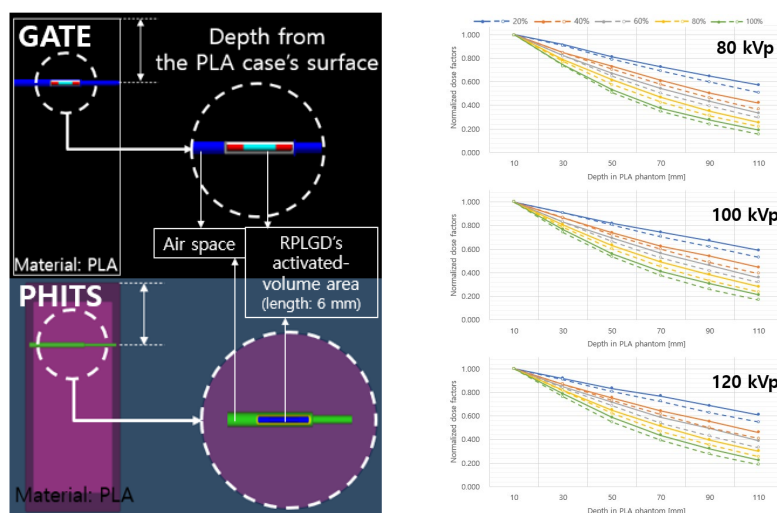 GATE
Depth from
the PLA case's surface
Air space
RPLGD's
activated-
volume area
(length: 6 mm)
Material: PLA
PHITS
Material: PLA
20% 40% 60% 80% 100%
80 kVp
Normalized dose factors
1.000
0.800
0.600
0.400
0.200
0.000
10 30 50 70 90 110
Depth in PLA phantom [mm]
100 kVp
Normalized dose factors
1.000
0.800
0.600
0.400
0.200
0.000
10 30 50 70 90 110
Depth in PLA phantom [mm]
120 kVp
Normalized dose factors
1.000
0.800
0.600
0.400
0.200
0.000
10 30 50 70 90 110
Depth in PLA phantom [mm]